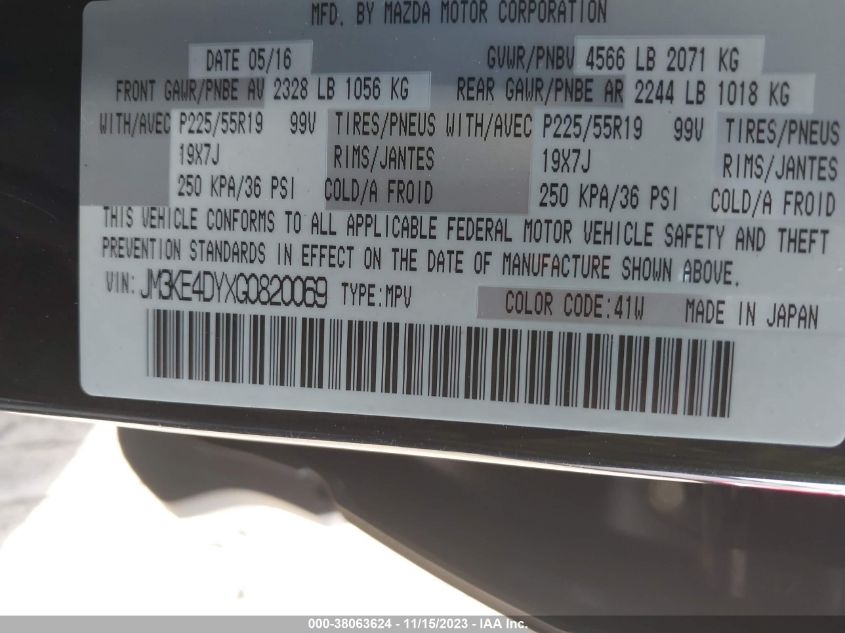 MFD. BY MAZDA MOTOR CORPORATION
DATE 05/16 GVWR/PNBV 4566 LB 2071 KG
FRONT GAWR/PNBE AV 2328 LB 1056 KG REAR GAWR/PNBE AR 2244 LB 1018 KG
WITH/AVEC P225/55R19 99V TIRES/PNEUS WITH/AVEC P225/55R19 99V TIRES/PNEUS
19X7J RIMS/JANTES 19X7J RIMS/JANTES
250 KPA/36 PSI COLD/A FROID 250 KPA/36 PSI COLD/A FROID
THIS VEHICLE CONFORMS TO ALL APPLICABLE FEDERAL MOTOR VEHICLE SAFETY AND THEFT
PREVENTION STANDARDS IN EFFECT ON THE DATE OF MANUFACTURE SHOWN ABOVE.
VIN: JM3KE4DYXG0820069 TYPE:MPV COLOR CODE:41W MADE IN JAPAN
000-38063624 - 11/15/2023 - IAA Inc.